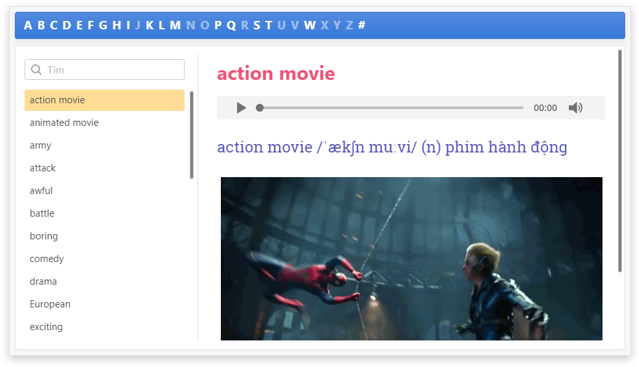 A B C D E F G H I J K L M N O P Q R S T U V W X Y Z #
Tìm
action movie
animated movie
army
attack
awful
battle
boring
comedy
drama
European
exciting
action movie
00:00
action movie /ˈækʃn muːvi/ (n) phim hành động